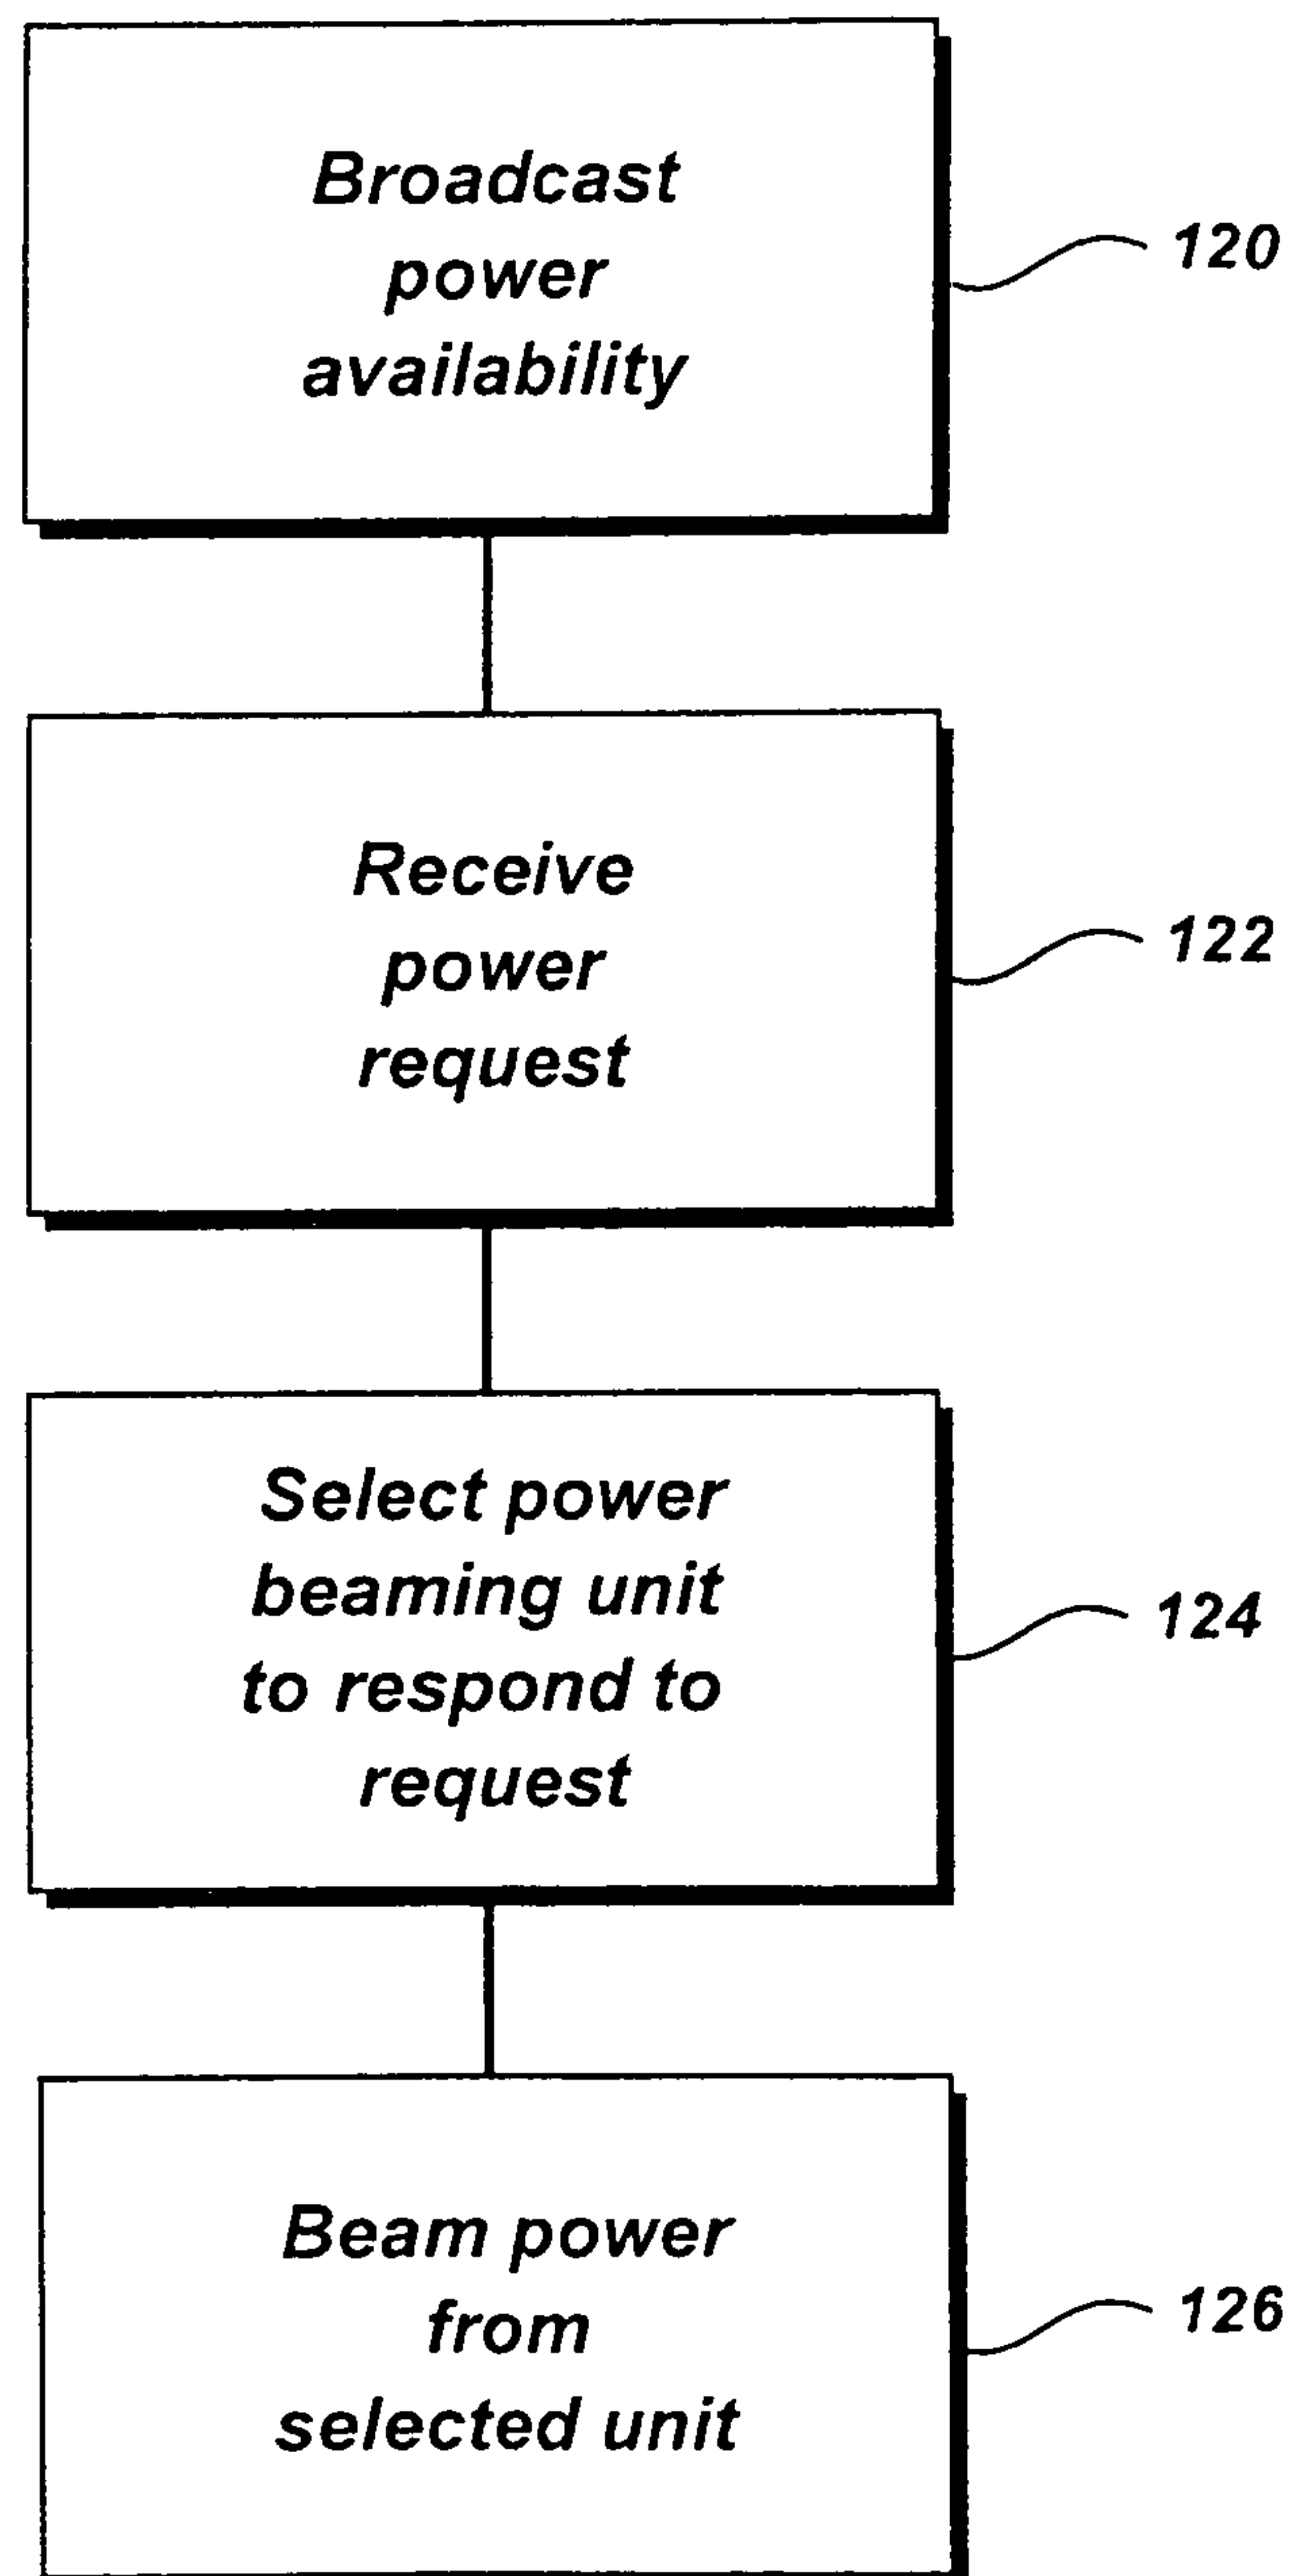 Broadcast
power
availability
120
Receive
power
request
122
Select power
beaming unit
to respond to
request
124
Beam power
from
selected unit
126